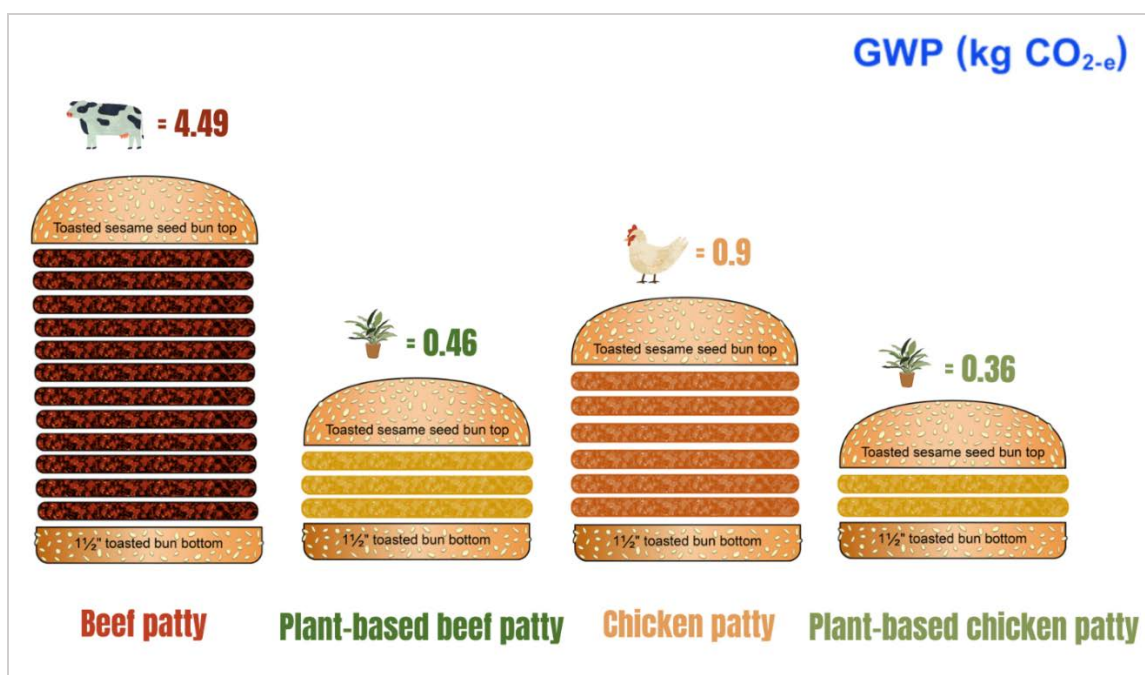 GWP (kg CO₂-e)
= 4.49
Toasted sesame seed bun top
1½" toasted bun bottom
Beef patty
= 0.46
Toasted sesame seed bun top
1½" toasted bun bottom
Plant-based beef patty
= 0.9
Toasted sesame seed bun top
1½" toasted bun bottom
Chicken patty
= 0.36
Toasted sesame seed bun top
1½" toasted bun bottom
Plant-based chicken patty